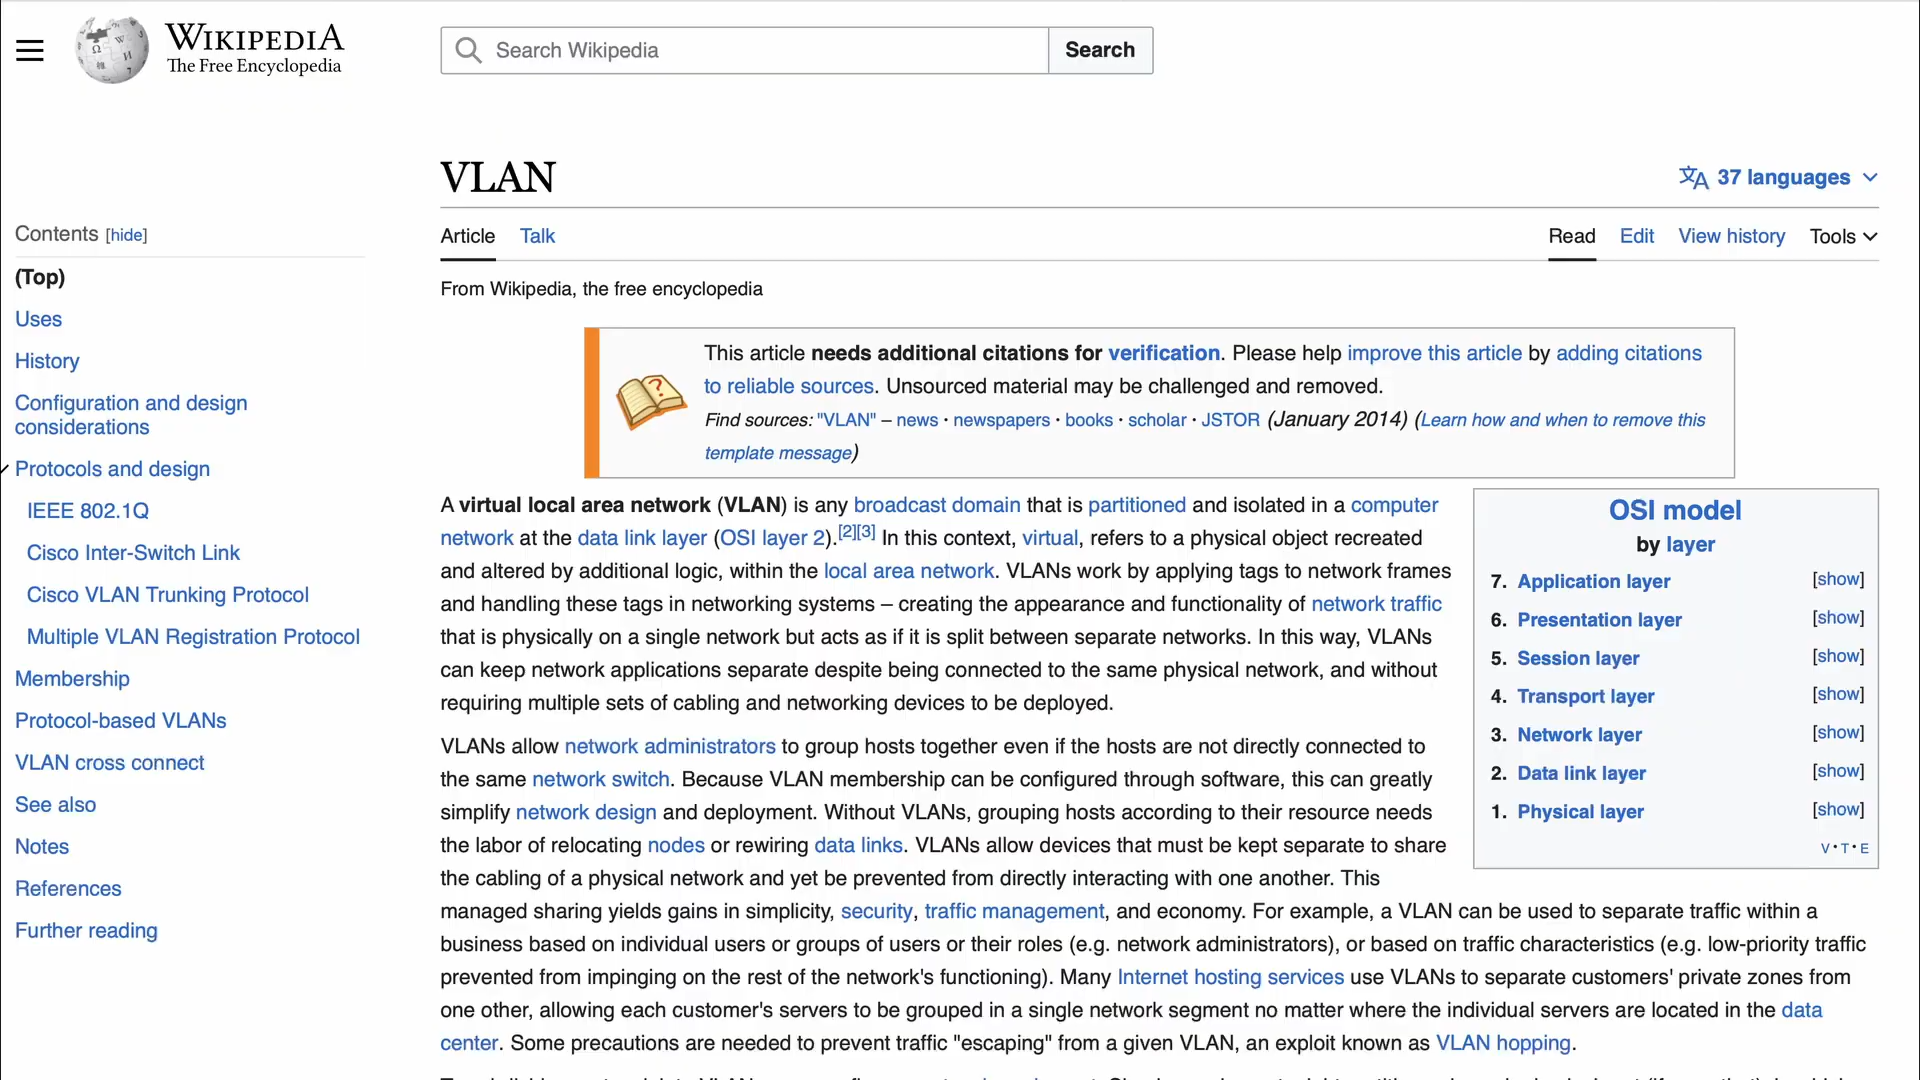 WIKIPEDIA
The Free Encyclopedia
Search Wikipedia
Search
VLAN
37 languages
Contents [hide]
(Top)
Uses
History
Configuration and design
considerations
Protocols and design
IEEE 802.1Q
Cisco Inter-Switch Link
Cisco VLAN Trunking Protocol
Multiple VLAN Registration Protocol
Membership
Protocol-based VLANs
VLAN cross connect
See also
Notes
References
Further reading
Article Talk
Read Edit View history Tools
From Wikipedia, the free encyclopedia
This article needs additional citations for verification. Please help improve this article by adding citations
to reliable sources. Unsourced material may be challenged and removed.
Find sources: "VLAN" – news · newspapers · books · scholar · JSTOR (January 2014) (Learn how and when to remove this
template message)
A virtual local area network (VLAN) is any broadcast domain that is partitioned and isolated in a computer
network at the data link layer (OSI layer 2).[2][3] In this context, virtual, refers to a physical object recreated
and altered by additional logic, within the local area network. VLANs work by applying tags to network frames
and handling these tags in networking systems – creating the appearance and functionality of network traffic
that is physically on a single network but acts as if it is split between separate networks. In this way, VLANs
can keep network applications separate despite being connected to the same physical network, and without
requiring multiple sets of cabling and networking devices to be deployed.
OSI model
by layer
7. Application layer [show]
6. Presentation layer [show]
5. Session layer [show]
4. Transport layer [show]
3. Network layer [show]
2. Data link layer [show]
1. Physical layer [show]
V · T · E
VLANs allow network administrators to group hosts together even if the hosts are not directly connected to
the same network switch. Because VLAN membership can be configured through software, this can greatly
simplify network design and deployment. Without VLANs, grouping hosts according to their resource needs
the labor of relocating nodes or rewiring data links. VLANs allow devices that must be kept separate to share
the cabling of a physical network and yet be prevented from directly interacting with one another. This
managed sharing yields gains in simplicity, security, traffic management, and economy. For example, a VLAN can be used to separate traffic within a
business based on individual users or groups of users or their roles (e.g. network administrators), or based on traffic characteristics (e.g. low-priority traffic
prevented from impinging on the rest of the network's functioning). Many Internet hosting services use VLANs to separate customers' private zones from
one other, allowing each customer's servers to be grouped in a single network segment no matter where the individual servers are located in the data
center. Some precautions are needed to prevent traffic "escaping" from a given VLAN, an exploit known as VLAN hopping.